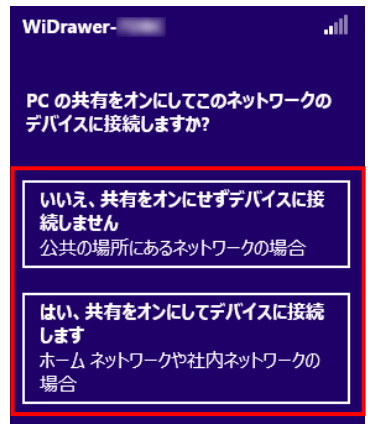 WiDrawer-
PC の共有をオンにしてこのネットワークの
デバイスに接続しますか?
いいえ、共有をオンにせずデバイスに接
続しません
公共の場所にあるネットワークの場合
はい、共有をオンにしてデバイスに接続
します
ホーム ネットワークや社内ネットワークの
場合